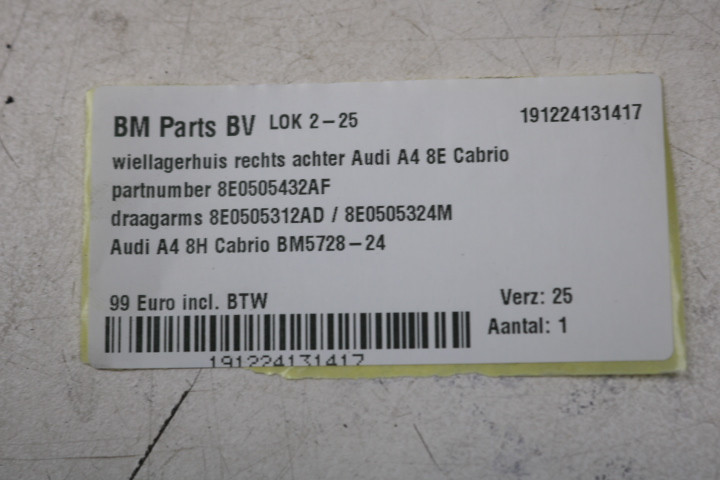 BM Parts BV LOK 2-25 191224131417
wiellagerhuis rechts achter Audi A4 8E Cabrio
partnumber 8E0505432AF
draagarms 8E0505312AD / 8E0505324M
Audi A4 8H Cabrio BM5728-24
99 Euro incl. BTW Verz: 25
Aantal: 1
191224131417